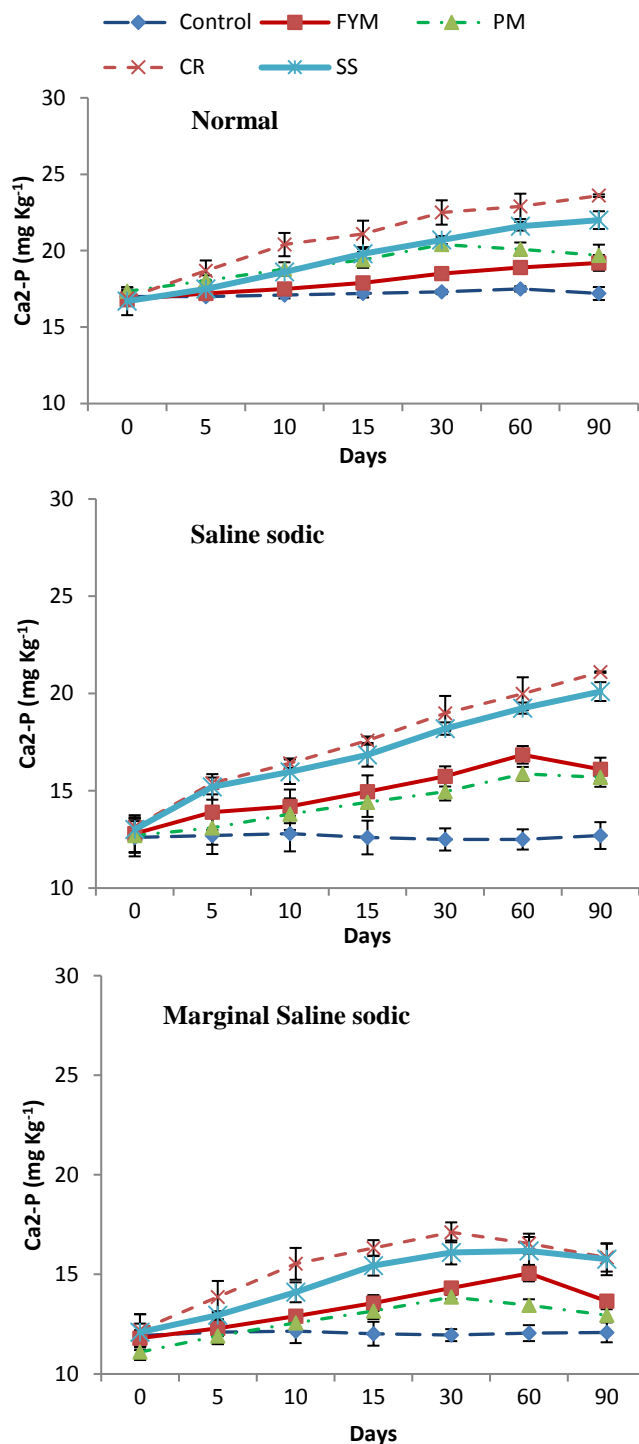 Control FYM PM
CR SS
Normal
Ca2-P (mg Kg-1)
30
25
20
15
10
0 5 10 15 30 60 90
Days
Saline sodic
Ca2-P (mg Kg-1)
30
25
20
15
10
0 5 10 15 30 60 90
Days
Marginal Saline sodic
Ca2-P (mg Kg-1)
30
25
20
15
10
0 5 10 15 30 60 90
Days